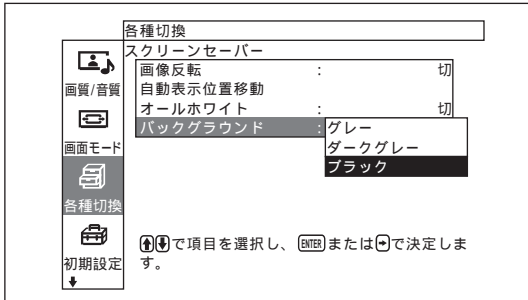 各種切換
スクリーンセーバー
画像反転 : 切
自動表示位置移動
オールホワイト : 切
バックグラウンド : グレー
ダークグレー
ブラック
画質/音質
画面モード
各種切換
初期設定
で項目を選択し、ENTERまたはで決定しま
す。